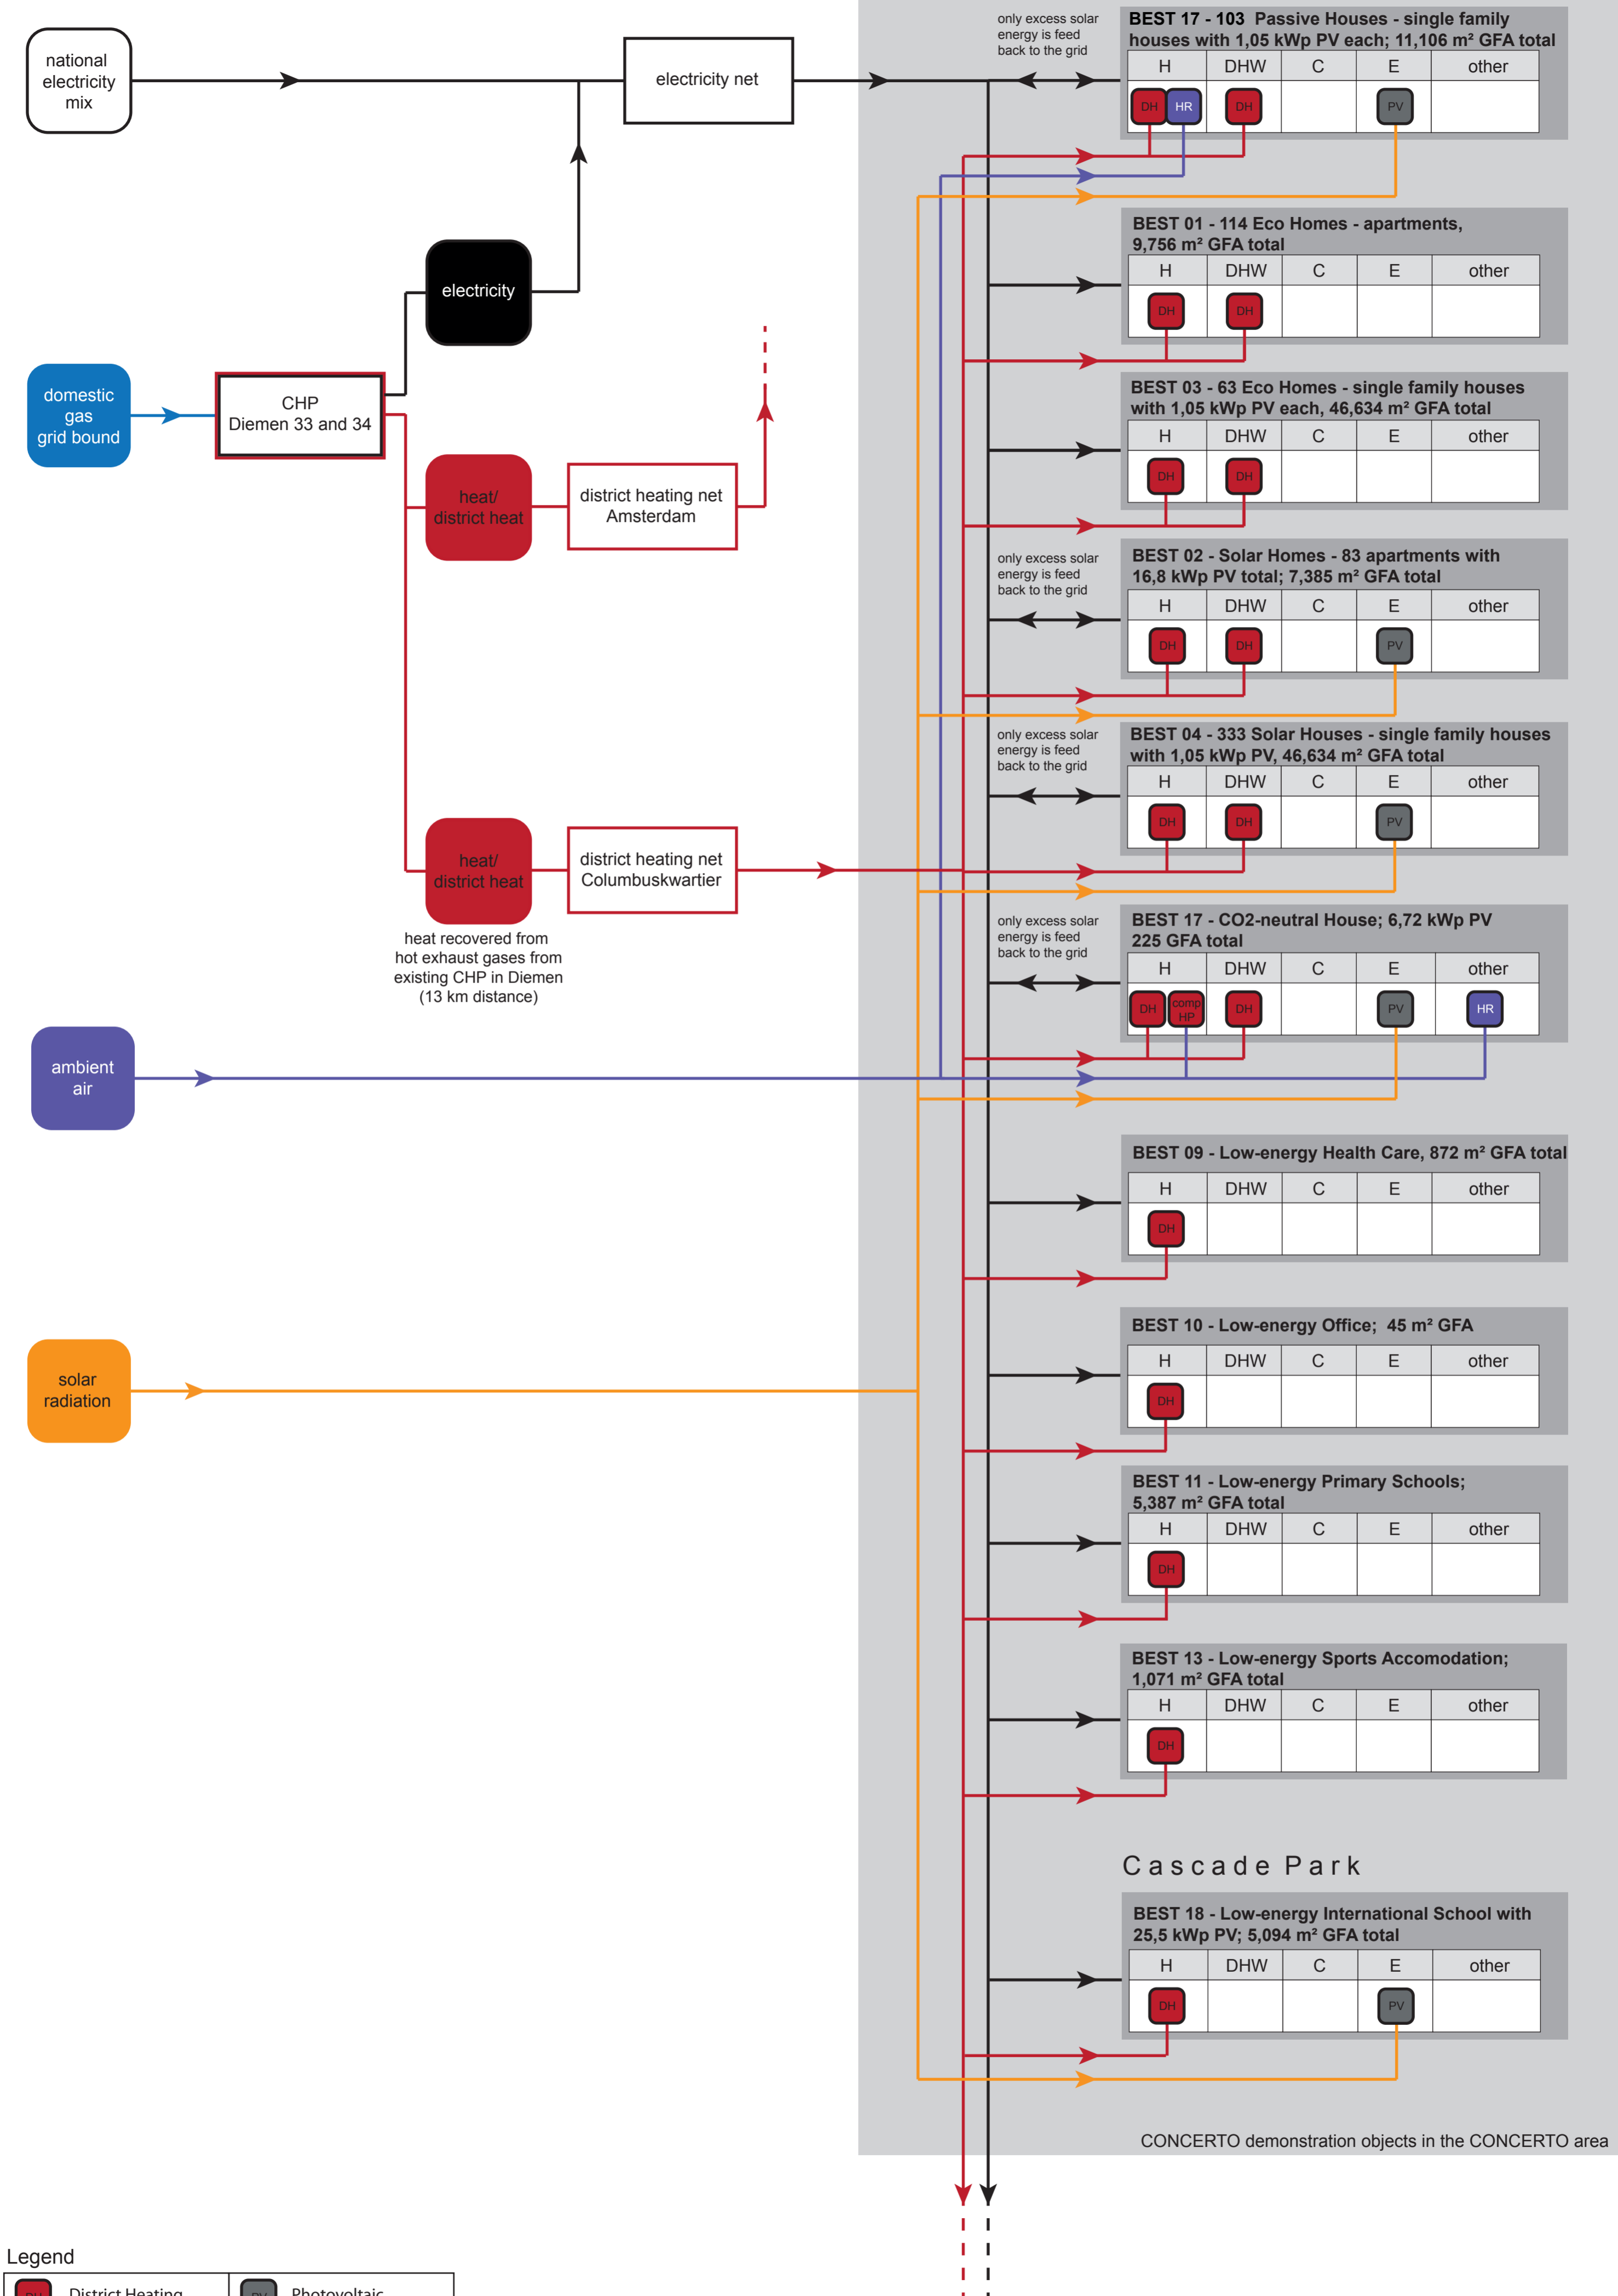 national
electricity
mix
electricity net
electricity
domestic
gas
grid bound
CHP
Diemen 33 and 34
heat/
district heat
district heating net
Amsterdam
heat/
district heat
district heating net
Columbuskwartier
heat recovered from
hot exhaust gases from
existing CHP in Diemen
(13 km distance)
ambient
air
solar
radiation
only excess solar
energy is feed
back to the grid
BEST 17 - 103 Passive Houses - single family
houses with 1,05 kWp PV each; 11,106 m² GFA total
H DHW C E other
DH HR DH PV
BEST 01 - 114 Eco Homes - apartments,
9,756 m² GFA total
H DHW C E other
DH DH
BEST 03 - 63 Eco Homes - single family houses
with 1,05 kWp PV each, 46,634 m² GFA total
H DHW C E other
DH DH
only excess solar
energy is feed
back to the grid
BEST 02 - Solar Homes - 83 apartments with
16,8 kWp PV total; 7,385 m² GFA total
H DHW C E other
DH DH PV
only excess solar
energy is feed
back to the grid
BEST 04 - 333 Solar Houses - single family houses
with 1,05 kWp PV, 46,634 m² GFA total
H DHW C E other
DH DH PV
only excess solar
energy is feed
back to the grid
BEST 17 - CO2-neutral House; 6,72 kWp PV
225 GFA total
H DHW C E other
DH comp HP DH PV HR
BEST 09 - Low-energy Health Care, 872 m² GFA total
H DHW C E other
DH
BEST 10 - Low-energy Office; 45 m² GFA
H DHW C E other
DH
BEST 11 - Low-energy Primary Schools;
5,387 m² GFA total
H DHW C E other
DH
BEST 13 - Low-energy Sports Accomodation;
1,071 m² GFA total
H DHW C E other
DH
Cascade Park
BEST 18 - Low-energy International School with
25,5 kWp PV; 5,094 m² GFA total
H DHW C E other
DH PV
CONCERTO demonstration objects in the CONCERTO area
Legend
DH District Heating PV Photovoltaic